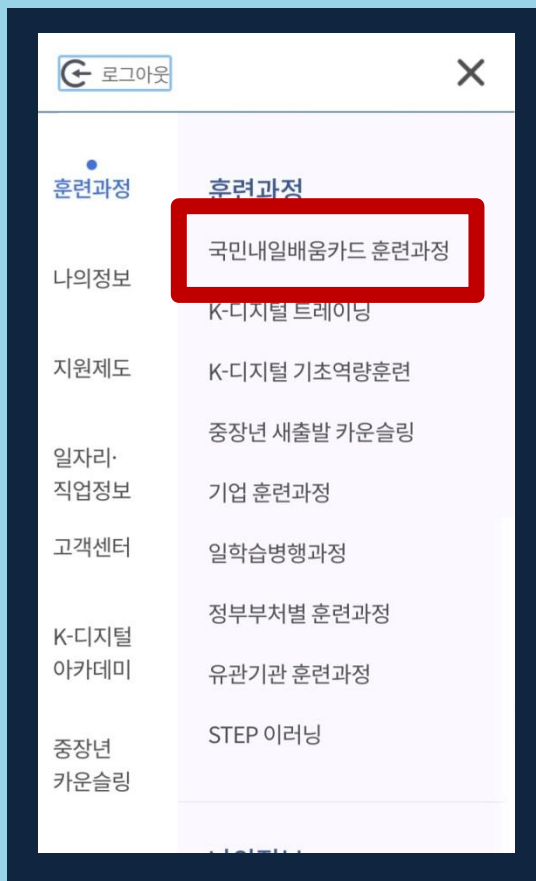 로그아웃
훈련과정
나의정보
지원제도
일자리·
직업정보
고객센터
K-디지털
아카데미
중장년
카운슬링
훈련과정
국민내일배움카드 훈련과정
K-디지털 트레이닝
K-디지털 기초역량훈련
중장년 새출발 카운슬링
기업 훈련과정
일학습병행과정
정부부처별 훈련과정
유관기관 훈련과정
STEP 이러닝